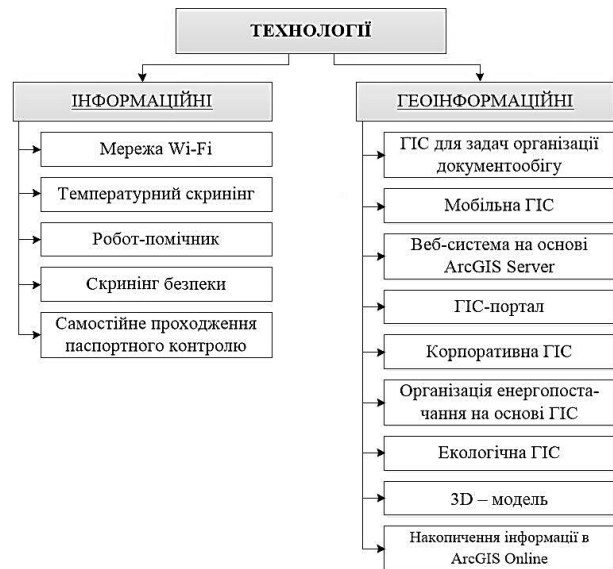 ТЕХНОЛОГІЇ
ІНФОРМАЦІЙНІ
Мережа Wi-Fi
Температурний скринінг
Робот-помічник
Скринінг безпеки
Самостійне проходження
паспортного контролю
ГЕОІНФОРМАЦІЙНІ
ГІС для задач організації
документообігу
Мобільна ГІС
Веб-система на основі
ArcGIS Server
ГІС-портал
Корпоративна ГІС
Організація енергопоста-
чання на основі ГІС
Екологічна ГІС
3D – модель
Накопичення інформації в
ArcGIS Online